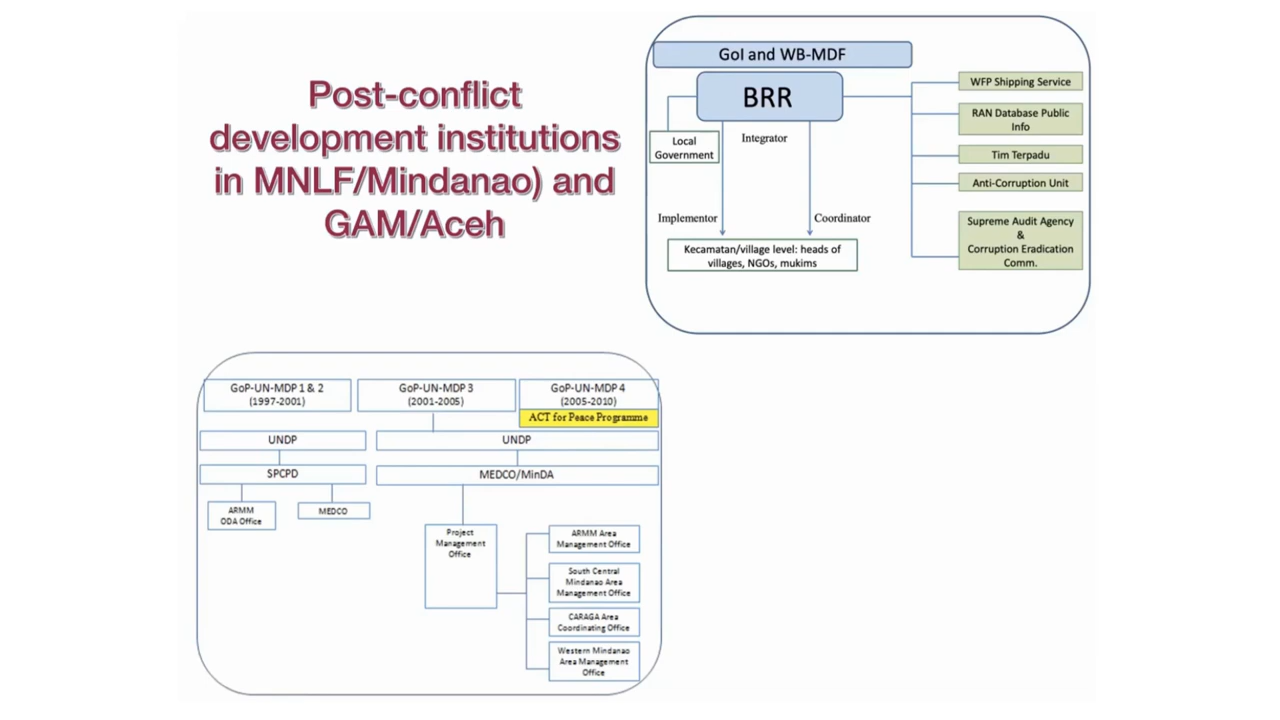 Post-conflict
development institutions
in MNLF/Mindanao) and
GAM/Aceh
GoI and WB-MDF
BRR
Local
Government
Integrator
Implementor
Coordinator
Kecamatan/village level: heads of
villages, NGOs, mukims
WFP Shipping Service
RAN Database Public
Info
Tim Terpadu
Anti-Corruption Unit
Supreme Audit Agency
&
Corruption Eradication
Comm.
GoP-UN-MDP 1 & 2
(1997-2001)
GoP-UN-MDP 3
(2001-2005)
GoP-UN-MDP 4
(2005-2010)
ACT for Peace Programme
UNDP
UNDP
SPCPD
MEDCO/MinDA
ARMM
ODA Office
MEDCO
Project
Management
Office
ARMM Area
Management Office
South Central
Mindanao Area
Management Office
CARAGA Area
Coordinating Office
Western Mindanao
Area Management
Office